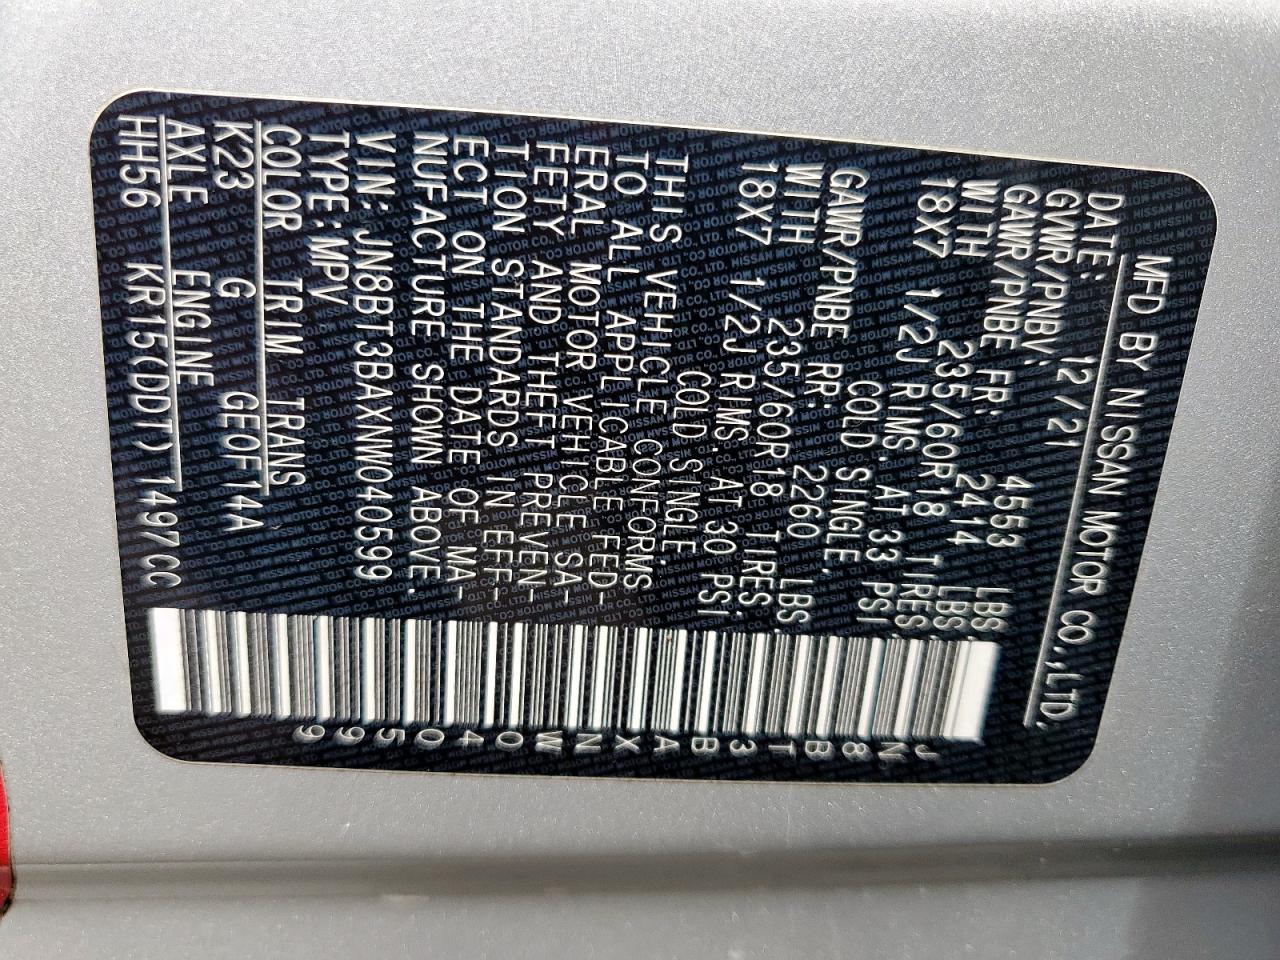 MFD BY NISSAN MOTOR CO.,LTD.
DATE: 12/21
GVWR/PNBV: 4553 LBS.
GAWR/PNBE FR: 2414 LBS.
WITH 235/60R18 TIRES,
18X7 1/2J RIMS, AT 33 PSI
COLD SINGLE.
GAWR/PNBE RR: 2260 LBS.
WITH 235/60R18 TIRES,
18X7 1/2J RIMS, AT 30 PSI
COLD SINGLE.
THIS VEHICLE CONFORMS
TO ALL APPLICABLE FED-
ERAL MOTOR VEHICLE SA-
FETY AND THEFT PREVEN-
TION STANDARDS IN EFF-
ECT ON THE DATE OF MA-
NUFACTURE SHOWN ABOVE.
VIN: JN8BT3BAXNW040599
TYPE:MPV
COLOR TRIM TRANS
K23 G GEOF14A
AXLE ENGINE
HH56 KR15(DDT) 1497CC
JN8BT3BAXNW040599